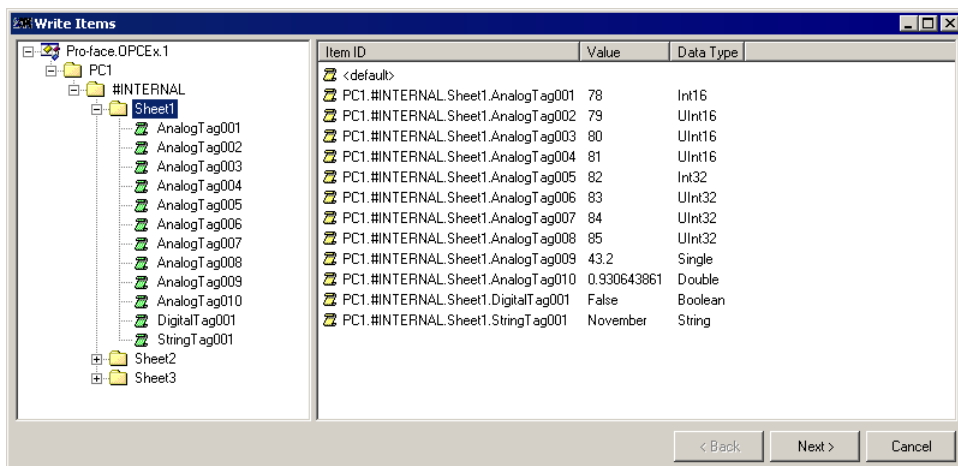 Write Items
Pro-face.OPCEx.1
PC1
#INTERNAL
Sheet1
AnalogTag001
AnalogTag002
AnalogTag003
AnalogTag004
AnalogTag005
AnalogTag006
AnalogTag007
AnalogTag008
AnalogTag009
AnalogTag010
DigitalTag001
StringTag001
Sheet2
Sheet3
Item ID Value Data Type
<default>
PC1.#INTERNAL.Sheet1.AnalogTag001 78 Int16
PC1.#INTERNAL.Sheet1.AnalogTag002 79 UInt16
PC1.#INTERNAL.Sheet1.AnalogTag003 80 UInt16
PC1.#INTERNAL.Sheet1.AnalogTag004 81 UInt16
PC1.#INTERNAL.Sheet1.AnalogTag005 82 Int32
PC1.#INTERNAL.Sheet1.AnalogTag006 83 UInt32
PC1.#INTERNAL.Sheet1.AnalogTag007 84 UInt32
PC1.#INTERNAL.Sheet1.AnalogTag008 85 UInt32
PC1.#INTERNAL.Sheet1.AnalogTag009 43.2 Single
PC1.#INTERNAL.Sheet1.AnalogTag010 0.930643861 Double
PC1.#INTERNAL.Sheet1.DigitalTag001 False Boolean
PC1.#INTERNAL.Sheet1.StringTag001 November String
< Back Next > Cancel